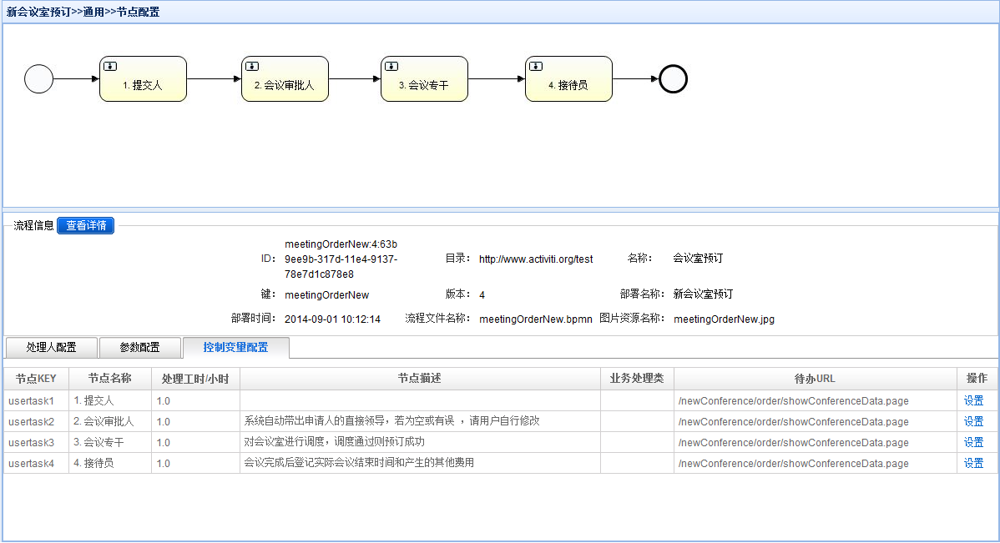 新会议室预订>>通用>>节点配置
1. 提交人
2. 会议审批人
3. 会议专干
4. 接待员
流程信息 查看详情
ID: meetingOrderNew:4:63b
9ee9b-317d-11e4-9137-
78e7d1c878e8
目录: http://www.activiti.org/test
名称: 会议室预订
键: meetingOrderNew
版本: 4
部署名称: 新会议室预订
部署时间: 2014-09-01 10:12:14
流程文件名称: meetingOrderNew.bpmn
图片资源名称: meetingOrderNew.jpg
处理人配置 参数配置 控制变量配置
节点KEY 节点名称 处理工时/小时 节点描述 业务处理类 待办URL 操作
usertask1 1. 提交人 1.0 /newConference/order/showConferenceData.page 设置
usertask2 2. 会议审批人 1.0 系统自动带出申请人的直接领导，若为空或有误 ，请用户自行修改 /newConference/order/showConferenceData.page 设置
usertask3 3. 会议专干 1.0 对会议室进行调度，调度通过则预订成功 /newConference/order/showConferenceData.page 设置
usertask4 4. 接待员 1.0 会议完成后登记实际会议结束时间和产生的其他费用 /newConference/order/showConferenceData.page 设置